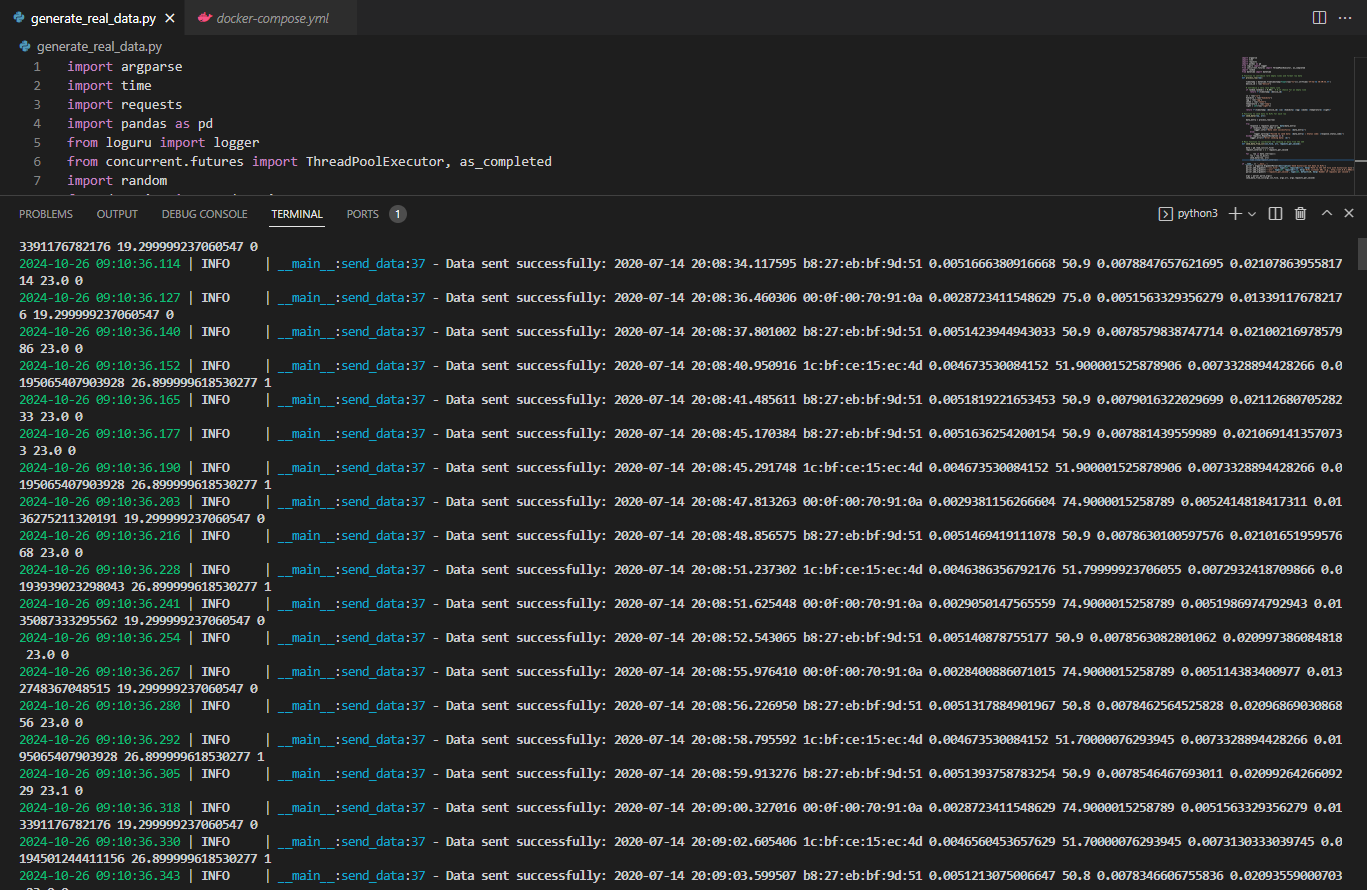 generate_real_data.py
docker-compose.yml
generate_real_data.py
1 import argparse
2 import time
3 import requests
4 import pandas as pd
5 from loguru import logger
6 from concurrent.futures import ThreadPoolExecutor, as_completed
7 import random
PROBLEMS OUTPUT DEBUG CONSOLE TERMINAL PORTS 1 python3
3391176782176 19.299999237060547 0
2024-10-26 09:10:36.114 | INFO | __main__:send_data:37 - Data sent successfully: 2020-07-14 20:08:34.117595 b8:27:eb:bf:9d:51 0.0051666380916668 50.9 0.0078847657621695 0.02107863955817
14 23.0 0
2024-10-26 09:10:36.127 | INFO | __main__:send_data:37 - Data sent successfully: 2020-07-14 20:08:36.460306 00:0f:00:70:91:0a 0.0028723411548629 75.0 0.0051563329356279 0.01339117678217
6 19.299999237060547 0
2024-10-26 09:10:36.140 | INFO | __main__:send_data:37 - Data sent successfully: 2020-07-14 20:08:37.801002 b8:27:eb:bf:9d:51 0.0051423944943033 50.9 0.0078579838747714 0.02100216978579
86 23.0 0
2024-10-26 09:10:36.152 | INFO | __main__:send_data:37 - Data sent successfully: 2020-07-14 20:08:40.950916 1c:bf:ce:15:ec:4d 0.004673530084152 51.900001525878906 0.0073328894428266 0.0
195065407903928 26.899999618530277 1
2024-10-26 09:10:36.165 | INFO | __main__:send_data:37 - Data sent successfully: 2020-07-14 20:08:41.485611 b8:27:eb:bf:9d:51 0.0051819221653453 50.9 0.0079016322029699 0.02112680705282
33 23.0 0
2024-10-26 09:10:36.177 | INFO | __main__:send_data:37 - Data sent successfully: 2020-07-14 20:08:45.170384 b8:27:eb:bf:9d:51 0.0051636254200154 50.9 0.007881439559989 0.021069141357073
3 23.0 0
2024-10-26 09:10:36.190 | INFO | __main__:send_data:37 - Data sent successfully: 2020-07-14 20:08:45.291748 1c:bf:ce:15:ec:4d 0.004673530084152 51.900001525878906 0.0073328894428266 0.0
195065407903928 26.899999618530277 1
2024-10-26 09:10:36.203 | INFO | __main__:send_data:37 - Data sent successfully: 2020-07-14 20:08:47.813263 00:0f:00:70:91:0a 0.0029381156266604 74.9000015258789 0.0052414818417311 0.01
36275211320191 19.299999237060547 0
2024-10-26 09:10:36.216 | INFO | __main__:send_data:37 - Data sent successfully: 2020-07-14 20:08:48.856575 b8:27:eb:bf:9d:51 0.0051469419111078 50.9 0.0078630100597576 0.02101651959576
68 23.0 0
2024-10-26 09:10:36.228 | INFO | __main__:send_data:37 - Data sent successfully: 2020-07-14 20:08:51.237302 1c:bf:ce:15:ec:4d 0.0046386356792176 51.79999923706055 0.0072932418709866 0.0
193939023298043 26.899999618530277 1
2024-10-26 09:10:36.241 | INFO | __main__:send_data:37 - Data sent successfully: 2020-07-14 20:08:51.625448 00:0f:00:70:91:0a 0.0029050147565559 74.9000015258789 0.0051986974792943 0.01
35087333295562 19.299999237060547 0
2024-10-26 09:10:36.254 | INFO | __main__:send_data:37 - Data sent successfully: 2020-07-14 20:08:52.543065 b8:27:eb:bf:9d:51 0.005140878755177 50.9 0.0078563082801062 0.020997386084818
23.0 0
2024-10-26 09:10:36.267 | INFO | __main__:send_data:37 - Data sent successfully: 2020-07-14 20:08:55.976410 00:0f:00:70:91:0a 0.0028400886071015 74.9000015258789 0.005114383400977 0.013
2748367048515 19.299999237060547 0
2024-10-26 09:10:36.280 | INFO | __main__:send_data:37 - Data sent successfully: 2020-07-14 20:08:56.226950 b8:27:eb:bf:9d:51 0.0051317884901967 50.8 0.0078462564525828 0.02096869030868
56 23.0 0
2024-10-26 09:10:36.292 | INFO | __main__:send_data:37 - Data sent successfully: 2020-07-14 20:08:58.795592 1c:bf:ce:15:ec:4d 0.004673530084152 51.70000076293945 0.0073328894428266 0.01
95065407903928 26.899999618530277 1
2024-10-26 09:10:36.305 | INFO | __main__:send_data:37 - Data sent successfully: 2020-07-14 20:08:59.913276 b8:27:eb:bf:9d:51 0.0051393758783254 50.9 0.0078546467693011 0.02099264266092
29 23.1 0
2024-10-26 09:10:36.318 | INFO | __main__:send_data:37 - Data sent successfully: 2020-07-14 20:09:00.327016 00:0f:00:70:91:0a 0.0028723411548629 74.9000015258789 0.0051563329356279 0.01
33391176782176 19.299999237060547 0
2024-10-26 09:10:36.330 | INFO | __main__:send_data:37 - Data sent successfully: 2020-07-14 20:09:02.605406 1c:bf:ce:15:ec:4d 0.0046560453657629 51.70000076293945 0.0073130333039745 0.0
194501244411156 26.899999618530277 1
2024-10-26 09:10:36.343 | INFO | __main__:send_data:37 - Data sent successfully: 2020-07-14 20:09:03.599507 b8:27:eb:bf:9d:51 0.0051213075006647 50.8 0.0078346606755836 0.02093559000703